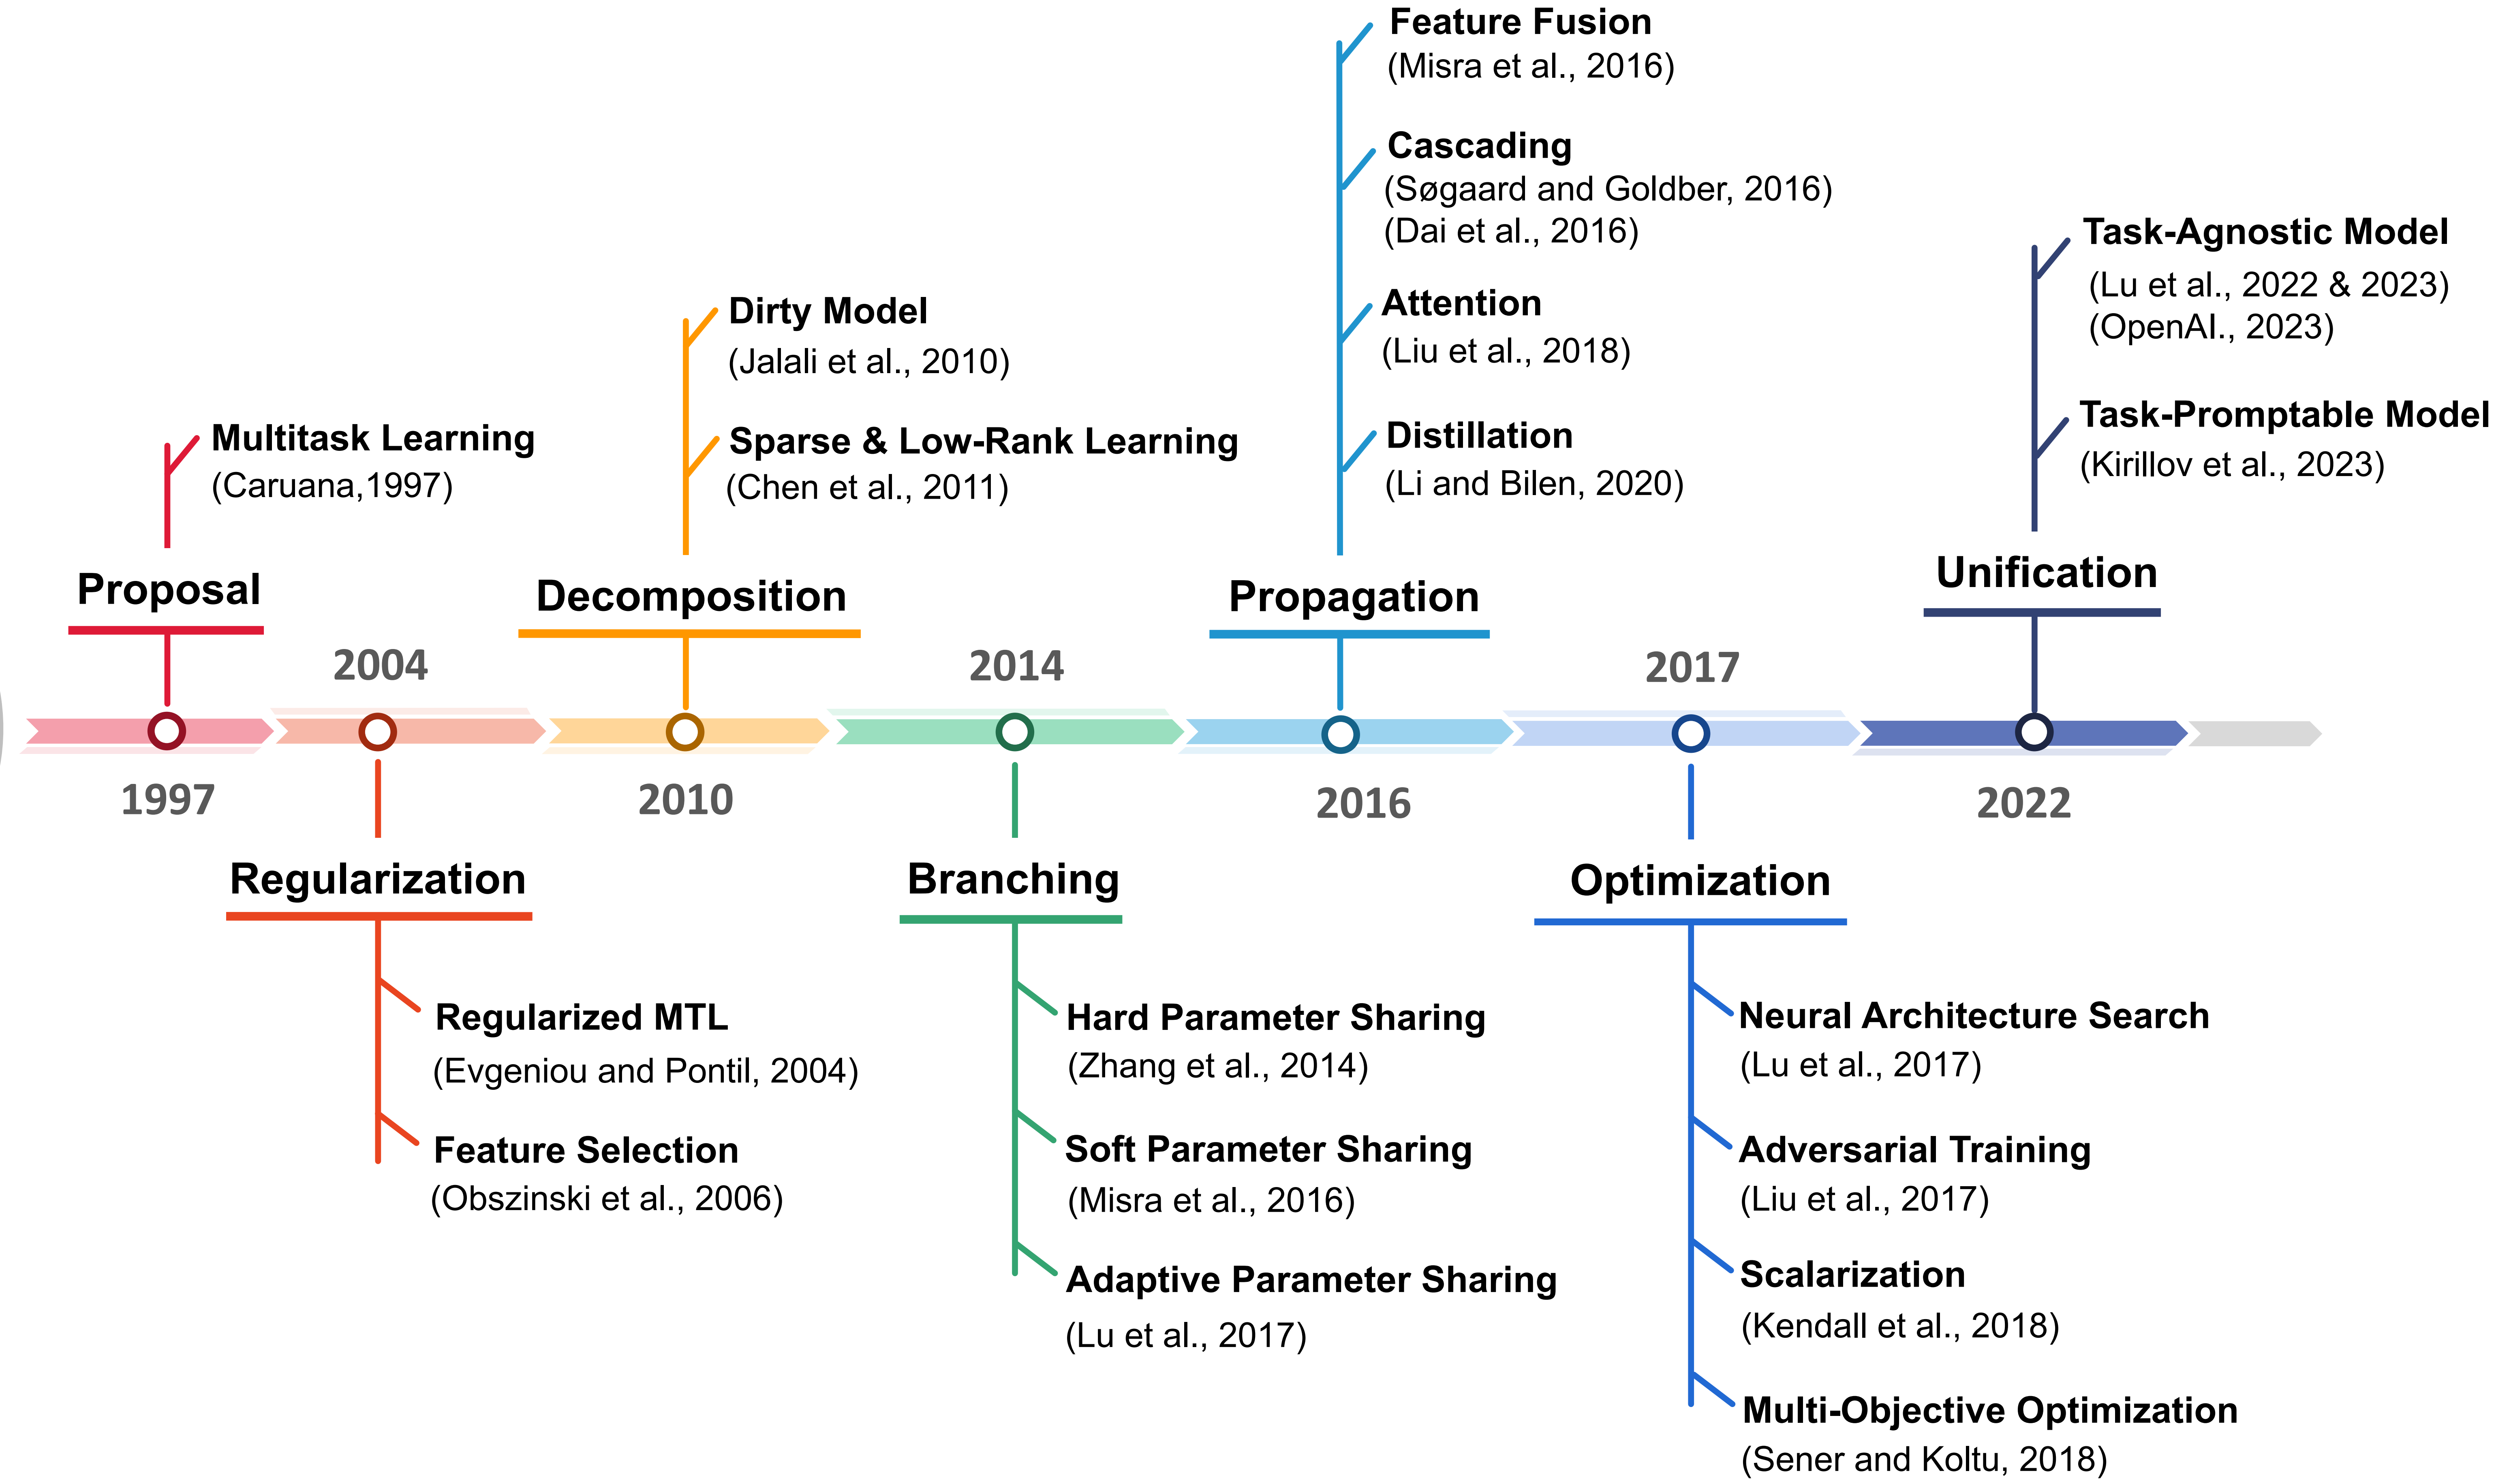 Feature Fusion
(Misra et al., 2016)
Cascading
(Søgaard and Goldber, 2016)
(Dai et al., 2016)
Attention
(Liu et al., 2018)
Distillation
(Li and Bilen, 2020)
Task-Agnostic Model
(Lu et al., 2022 & 2023)
(OpenAI., 2023)
Task-Promptable Model
(Kirillov et al., 2023)
Dirty Model
(Jalali et al., 2010)
Sparse & Low-Rank Learning
(Chen et al., 2011)
Multitask Learning
(Caruana,1997)
Proposal
Decomposition
Propagation
Unification
2004
2014
2017
1997
2010
2016
2022
Regularization
Regularized MTL
(Evgeniou and Pontil, 2004)
Feature Selection
(Obszinski et al., 2006)
Branching
Hard Parameter Sharing
(Zhang et al., 2014)
Soft Parameter Sharing
(Misra et al., 2016)
Adaptive Parameter Sharing
(Lu et al., 2017)
Optimization
Neural Architecture Search
(Lu et al., 2017)
Adversarial Training
(Liu et al., 2017)
Scalarization
(Kendall et al., 2018)
Multi-Objective Optimization
(Sener and Koltu, 2018)